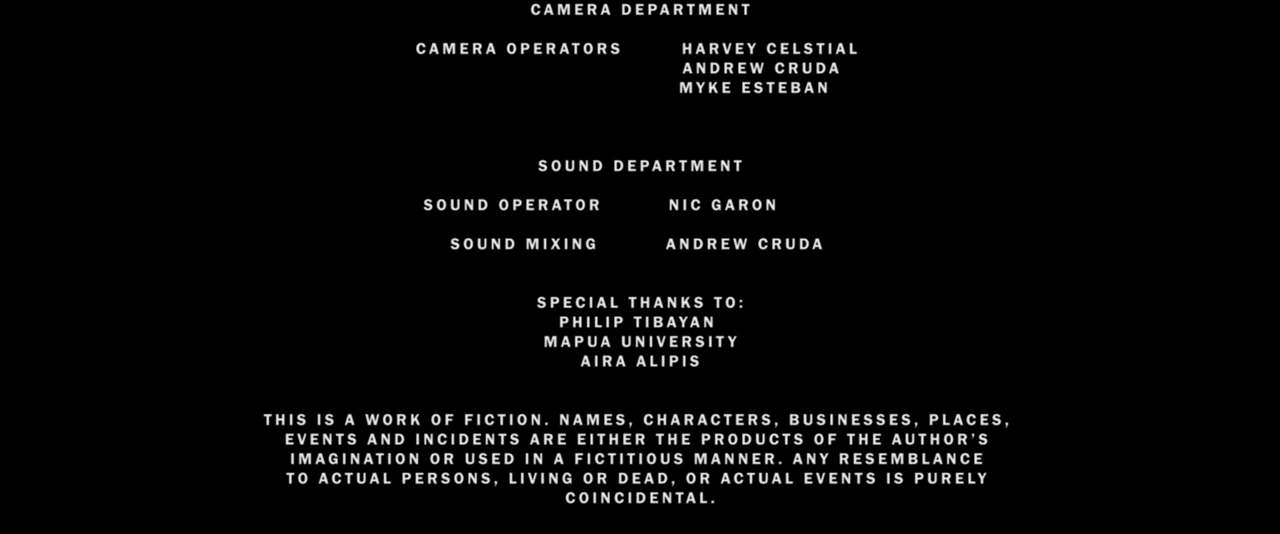 CAMERA DEPARTMENT
CAMERA OPERATORS HARVEY CELSTIAL
ANDREW CRUDA
MYKE ESTEBAN
SOUND DEPARTMENT
SOUND OPERATOR NIC GARON
SOUND MIXING ANDREW CRUDA
SPECIAL THANKS TO:
PHILIP TIBAYAN
MAPUA UNIVERSITY
AIRA ALIPIS
THIS IS A WORK OF FICTION. NAMES, CHARACTERS, BUSINESSES, PLACES,
EVENTS AND INCIDENTS ARE EITHER THE PRODUCTS OF THE AUTHOR'S
IMAGINATION OR USED IN A FICTITIOUS MANNER. ANY RESEMBLANCE
TO ACTUAL PERSONS, LIVING OR DEAD, OR ACTUAL EVENTS IS PURELY
COINCIDENTAL.